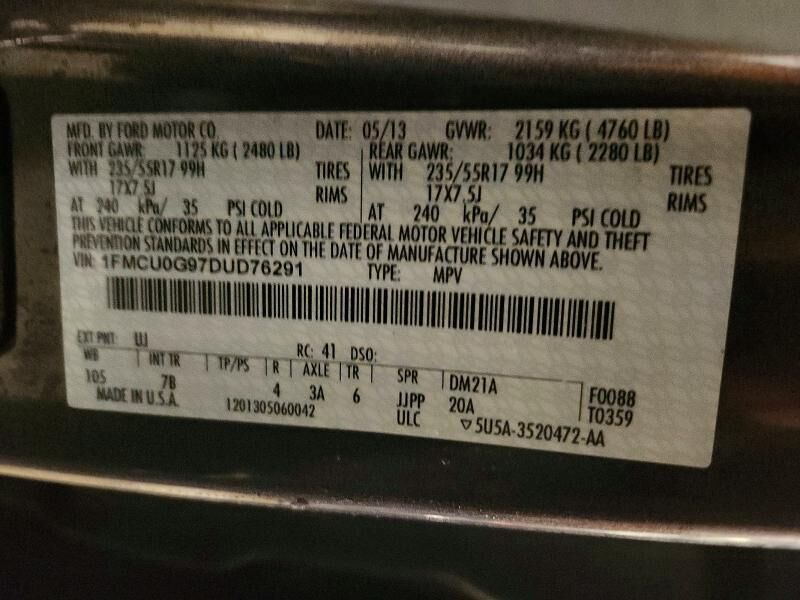 MFD. BY FORD MOTOR CO. DATE: 05/13 GVWR: 2159 KG ( 4760 LB)
FRONT GAWR: 1125 KG ( 2480 LB) REAR GAWR: 1034 KG ( 2280 LB)
WITH 235/55R17 99H TIRES WITH 235/55R17 99H TIRES
17X7.5J RIMS 17X7.5J RIMS
AT 240 kPa/ 35 PSI COLD AT 240 kPa/ 35 PSI COLD
THIS VEHICLE CONFORMS TO ALL APPLICABLE FEDERAL MOTOR VEHICLE SAFETY AND THEFT
PREVENTION STANDARDS IN EFFECT ON THE DATE OF MANUFACTURE SHOWN ABOVE.
VIN: 1FMCU0G97DUD76291 TYPE: MPV
EXT PNT: UJ RC: 41 DSO:
WB INT TR TP/PS R AXLE TR SPR DM21A F0088
105 7B 4 3A 6 JJPP 20A T0359
MADE IN U.S.A. 1201305060042 ULC ▽5U5A-3520472-AA